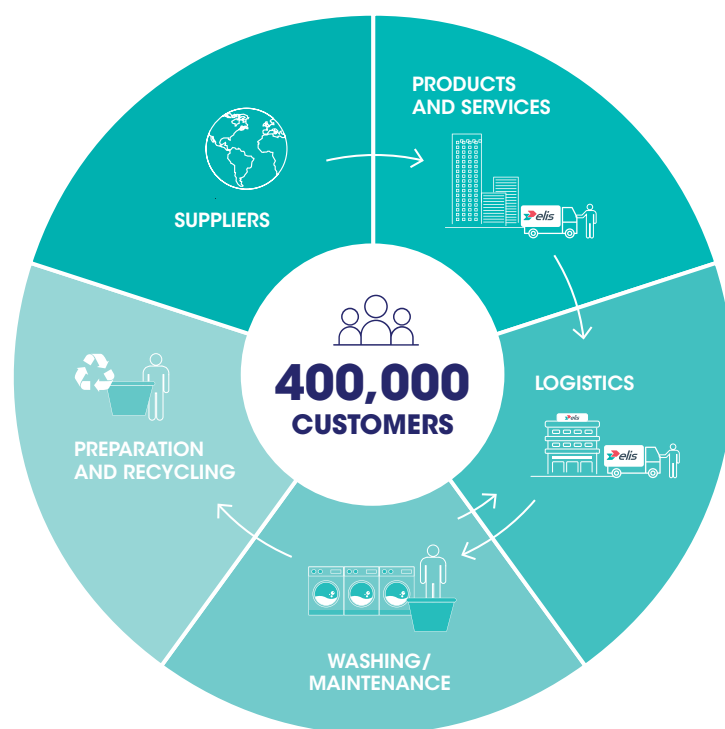 PRODUCTS
AND SERVICES
elis
SUPPLIERS
400,000
CUSTOMERS
LOGISTICS
elis
elis
PREPARATION
AND RECYCLING
WASHING/
MAINTENANCE